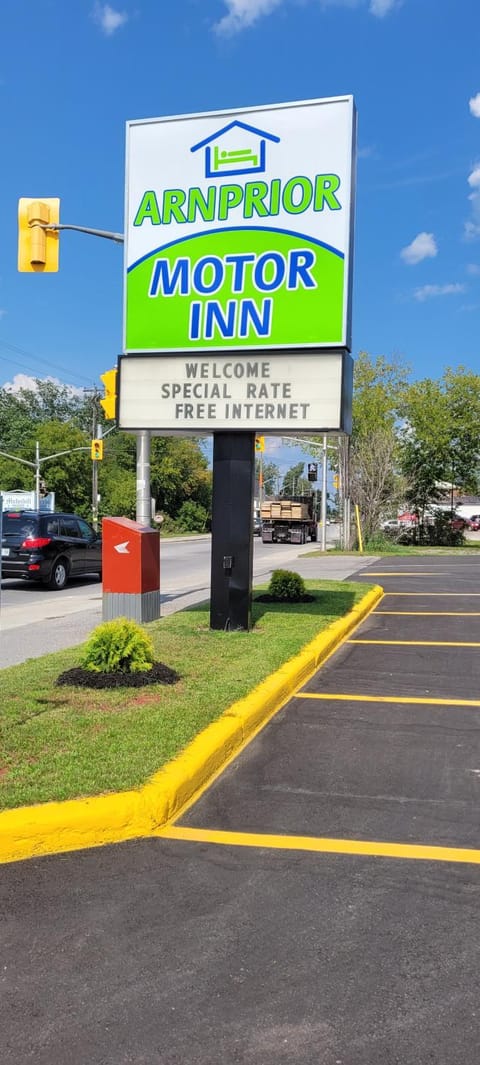 ARNPRIOR
MOTOR
INN
WELCOME
SPECIAL RATE
FREE INTERNET